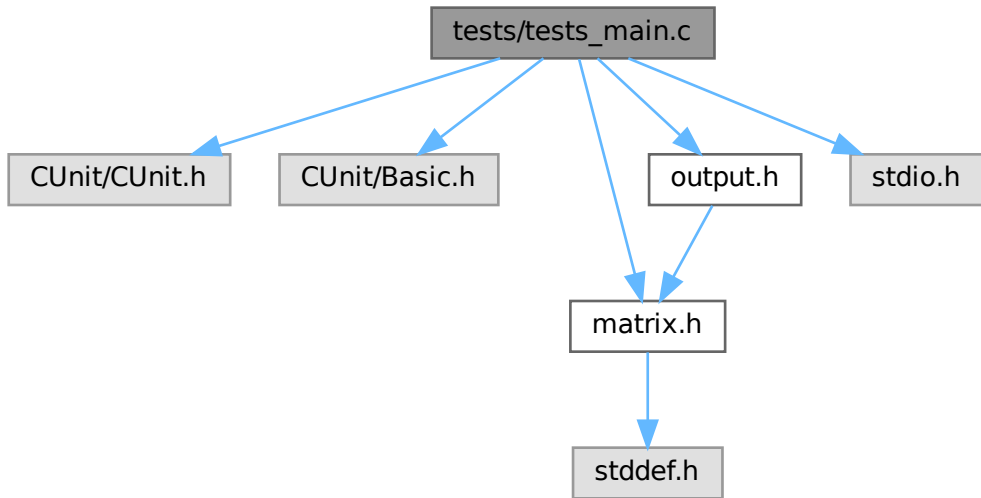 tests/tests_main.c
CUnit/CUnit.h
CUnit/Basic.h
output.h
stdio.h
matrix.h
stddef.h